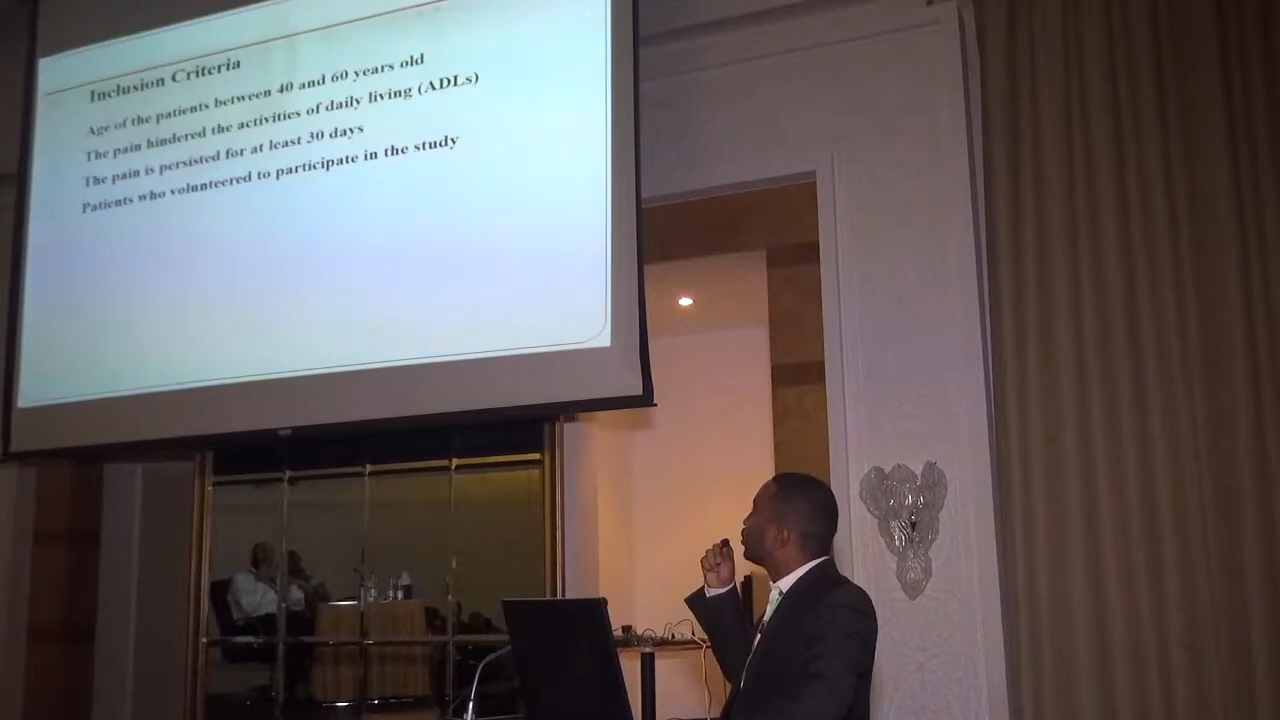 Inclusion Criteria
Age of the patients between 40 and 60 years old
The pain hindered the activities of daily living (ADLs)
The pain is persisted for at least 30 days
Patients who volunteered to participate in the study